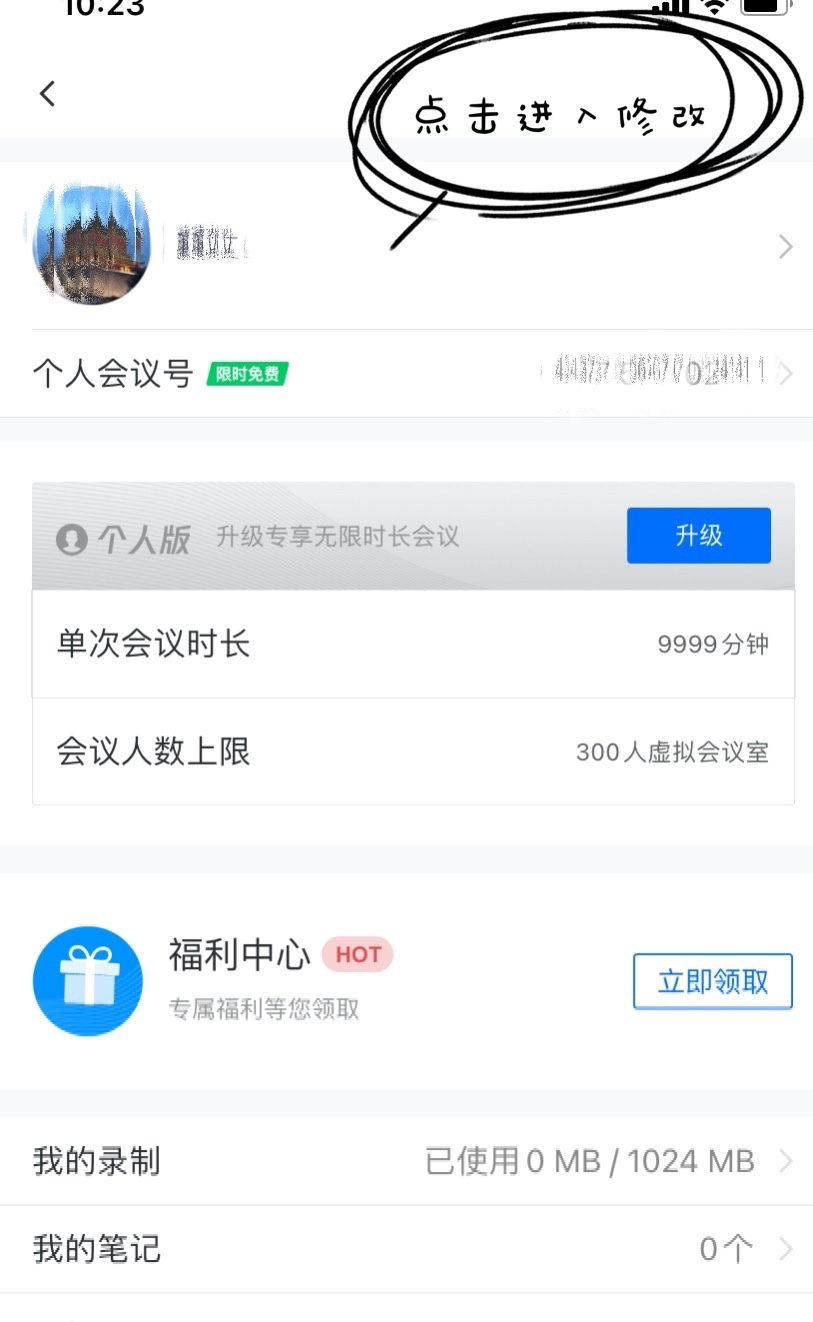 10:23
点击进入修改
个人会议号 限时免费
个人版 升级专享无限时长会议 升级
单次会议时长 9999分钟
会议人数上限 300人虚拟会议室
福利中心 HOT
专属福利等您领取
立即领取
我的录制 已使用0 MB / 1024 MB
我的笔记 0个